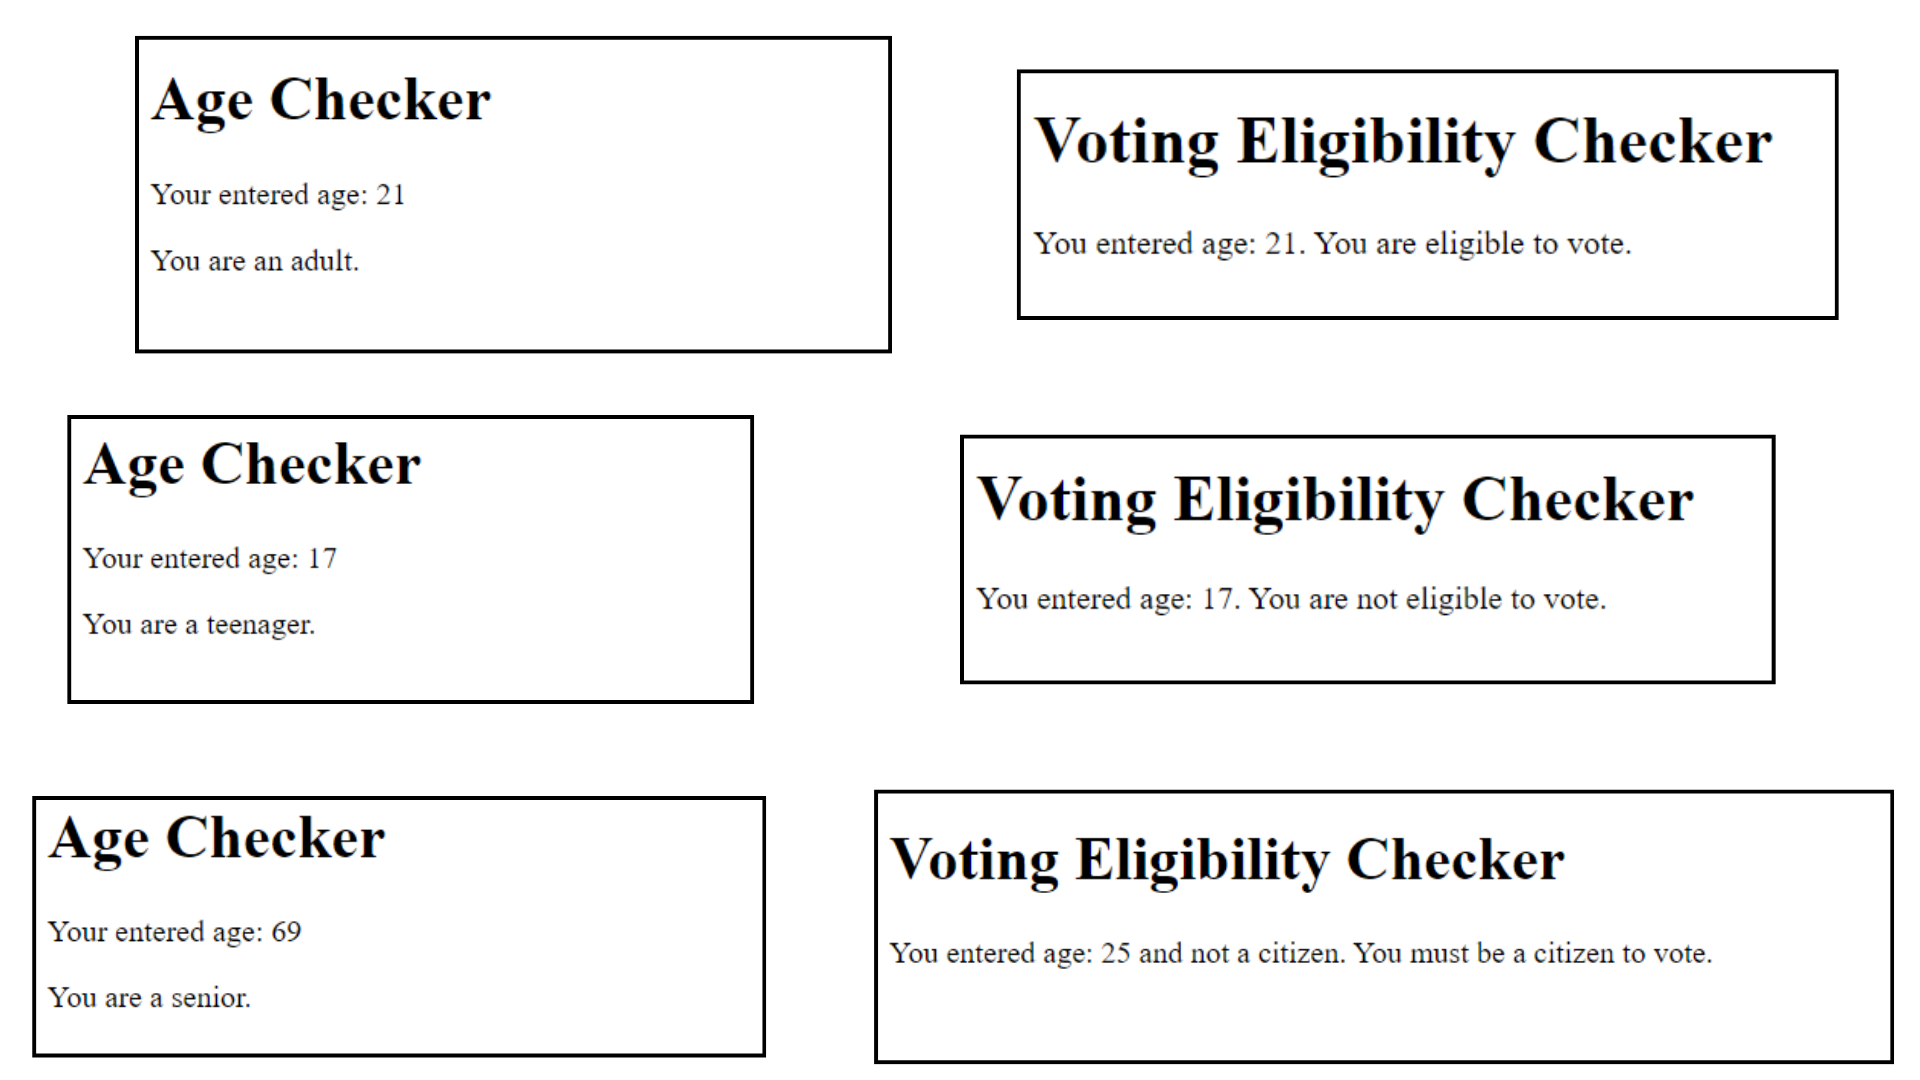 Age Checker
Your entered age: 21
You are an adult.
Voting Eligibility Checker
You entered age: 21. You are eligible to vote.
Age Checker
Your entered age: 17
You are a teenager.
Voting Eligibility Checker
You entered age: 17. You are not eligible to vote.
Age Checker
Your entered age: 69
You are a senior.
Voting Eligibility Checker
You entered age: 25 and not a citizen. You must be a citizen to vote.